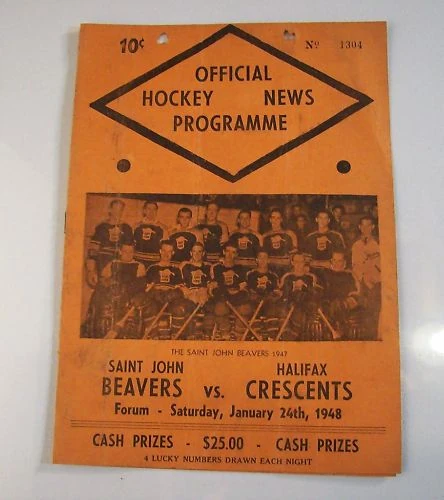 10¢
Nº 1304
OFFICIAL
HOCKEY NEWS
PROGRAMME
THE SAINT JOHN BEAVERS 1947
SAINT JOHN HALIFAX
BEAVERS vs. CRESCENTS
Forum - Saturday, January 24th, 1948
CASH PRIZES - $25.00 - CASH PRIZES
4 LUCKY NUMBERS DRAWN EACH NIGHT